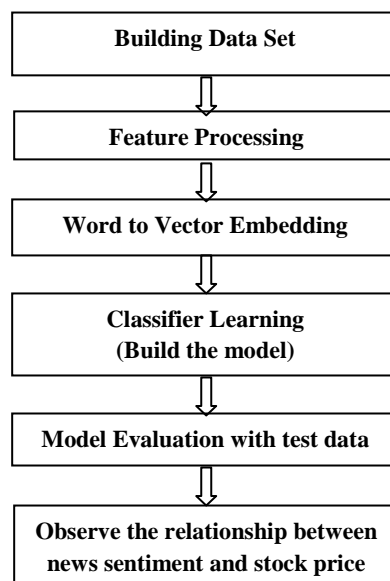 Building Data Set
Feature Processing
Word to Vector Embedding
Classifier Learning
(Build the model)
Model Evaluation with test data
Observe the relationship between
news sentiment and stock price